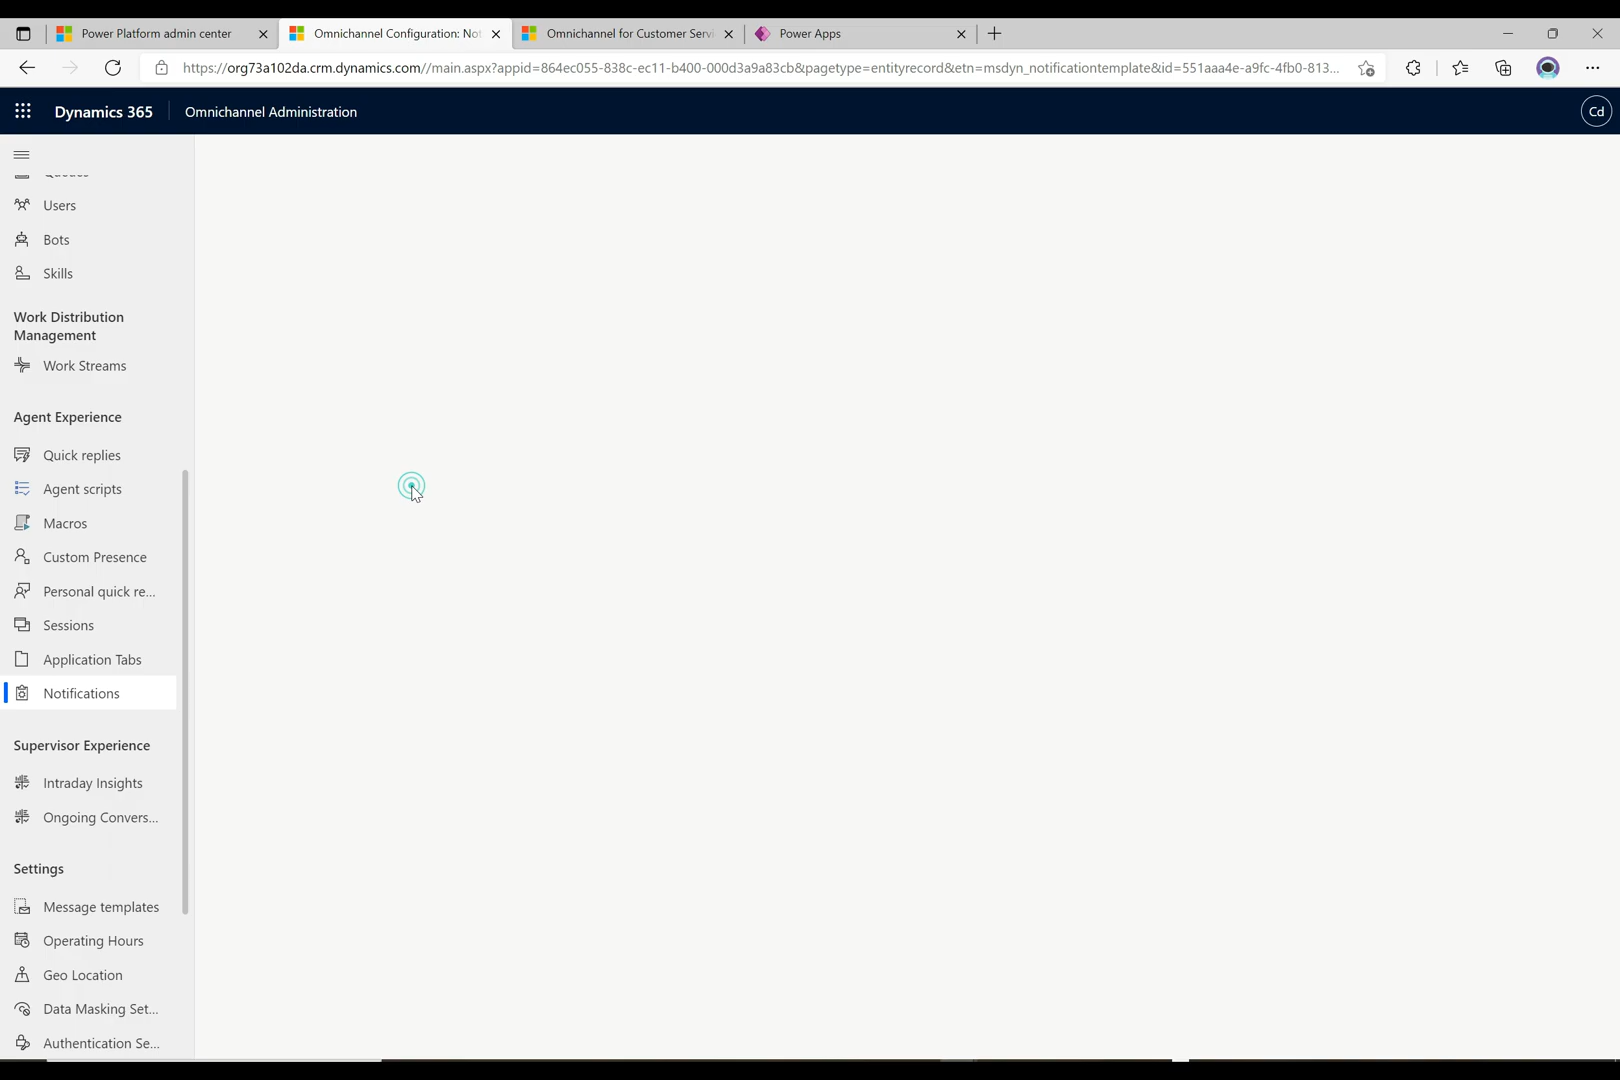 Power Platform admin center
Omnichannel Configuration: Not
Omnichannel for Customer Servi
Power Apps
https://org73a102da.crm.dynamics.com//main.aspx?appid=864ec055-838c-ec11-b400-000d3a9a83cb&pagetype=entityrecord&etn=msdyn_notificationtemplate&id=551aaa4e-a9fc-4fb0-813...
Dynamics 365
Omnichannel Administration
Cd
Queues
Users
Bots
Skills
Work Distribution
Management
Work Streams
Agent Experience
Quick replies
Agent scripts
Macros
Custom Presence
Personal quick re...
Sessions
Application Tabs
Notifications
Supervisor Experience
Intraday Insights
Ongoing Convers...
Settings
Message templates
Operating Hours
Geo Location
Data Masking Set...
Authentication Se...